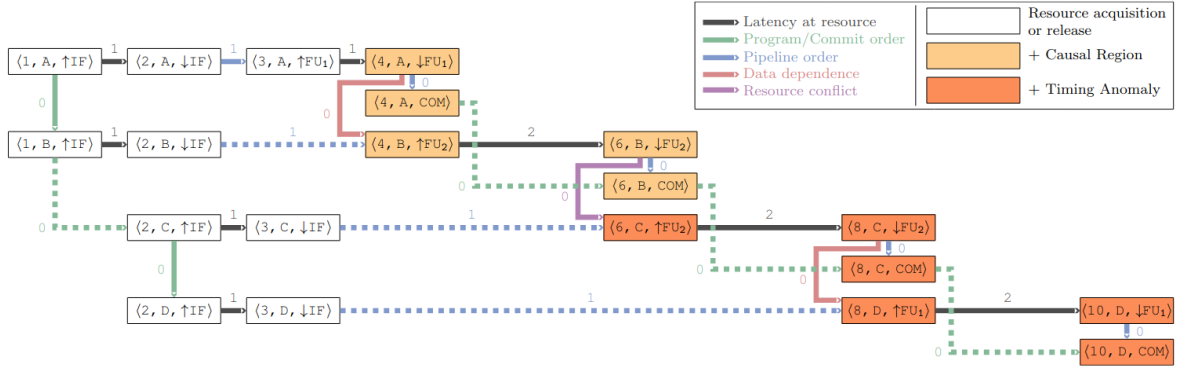 Latency at resource
Program/Commit order
Pipeline order
Data dependence
Resource conflict
Resource acquisition
or release
+ Causal Region
+ Timing Anomaly
1
1
1
⟨1, A, ↑IF⟩
⟨2, A, ↓IF⟩
⟨3, A, ↑FU₁⟩
⟨4, A, ↓FU₁⟩
0
0
⟨4, A, COM⟩
0
1
1
2
⟨1, B, ↑IF⟩
⟨2, B, ↓IF⟩
⟨4, B, ↑FU₂⟩
⟨6, B, ↓FU₂⟩
0
0
⟨6, B, COM⟩
0
0
1
1
2
⟨2, C, ↑IF⟩
⟨3, C, ↓IF⟩
⟨6, C, ↑FU₂⟩
⟨8, C, ↓FU₂⟩
0
0
0
⟨8, C, COM⟩
0
0
1
1
2
⟨2, D, ↑IF⟩
⟨3, D, ↓IF⟩
⟨8, D, ↑FU₁⟩
⟨10, D, ↓FU₁⟩
0
0
⟨10, D, COM⟩